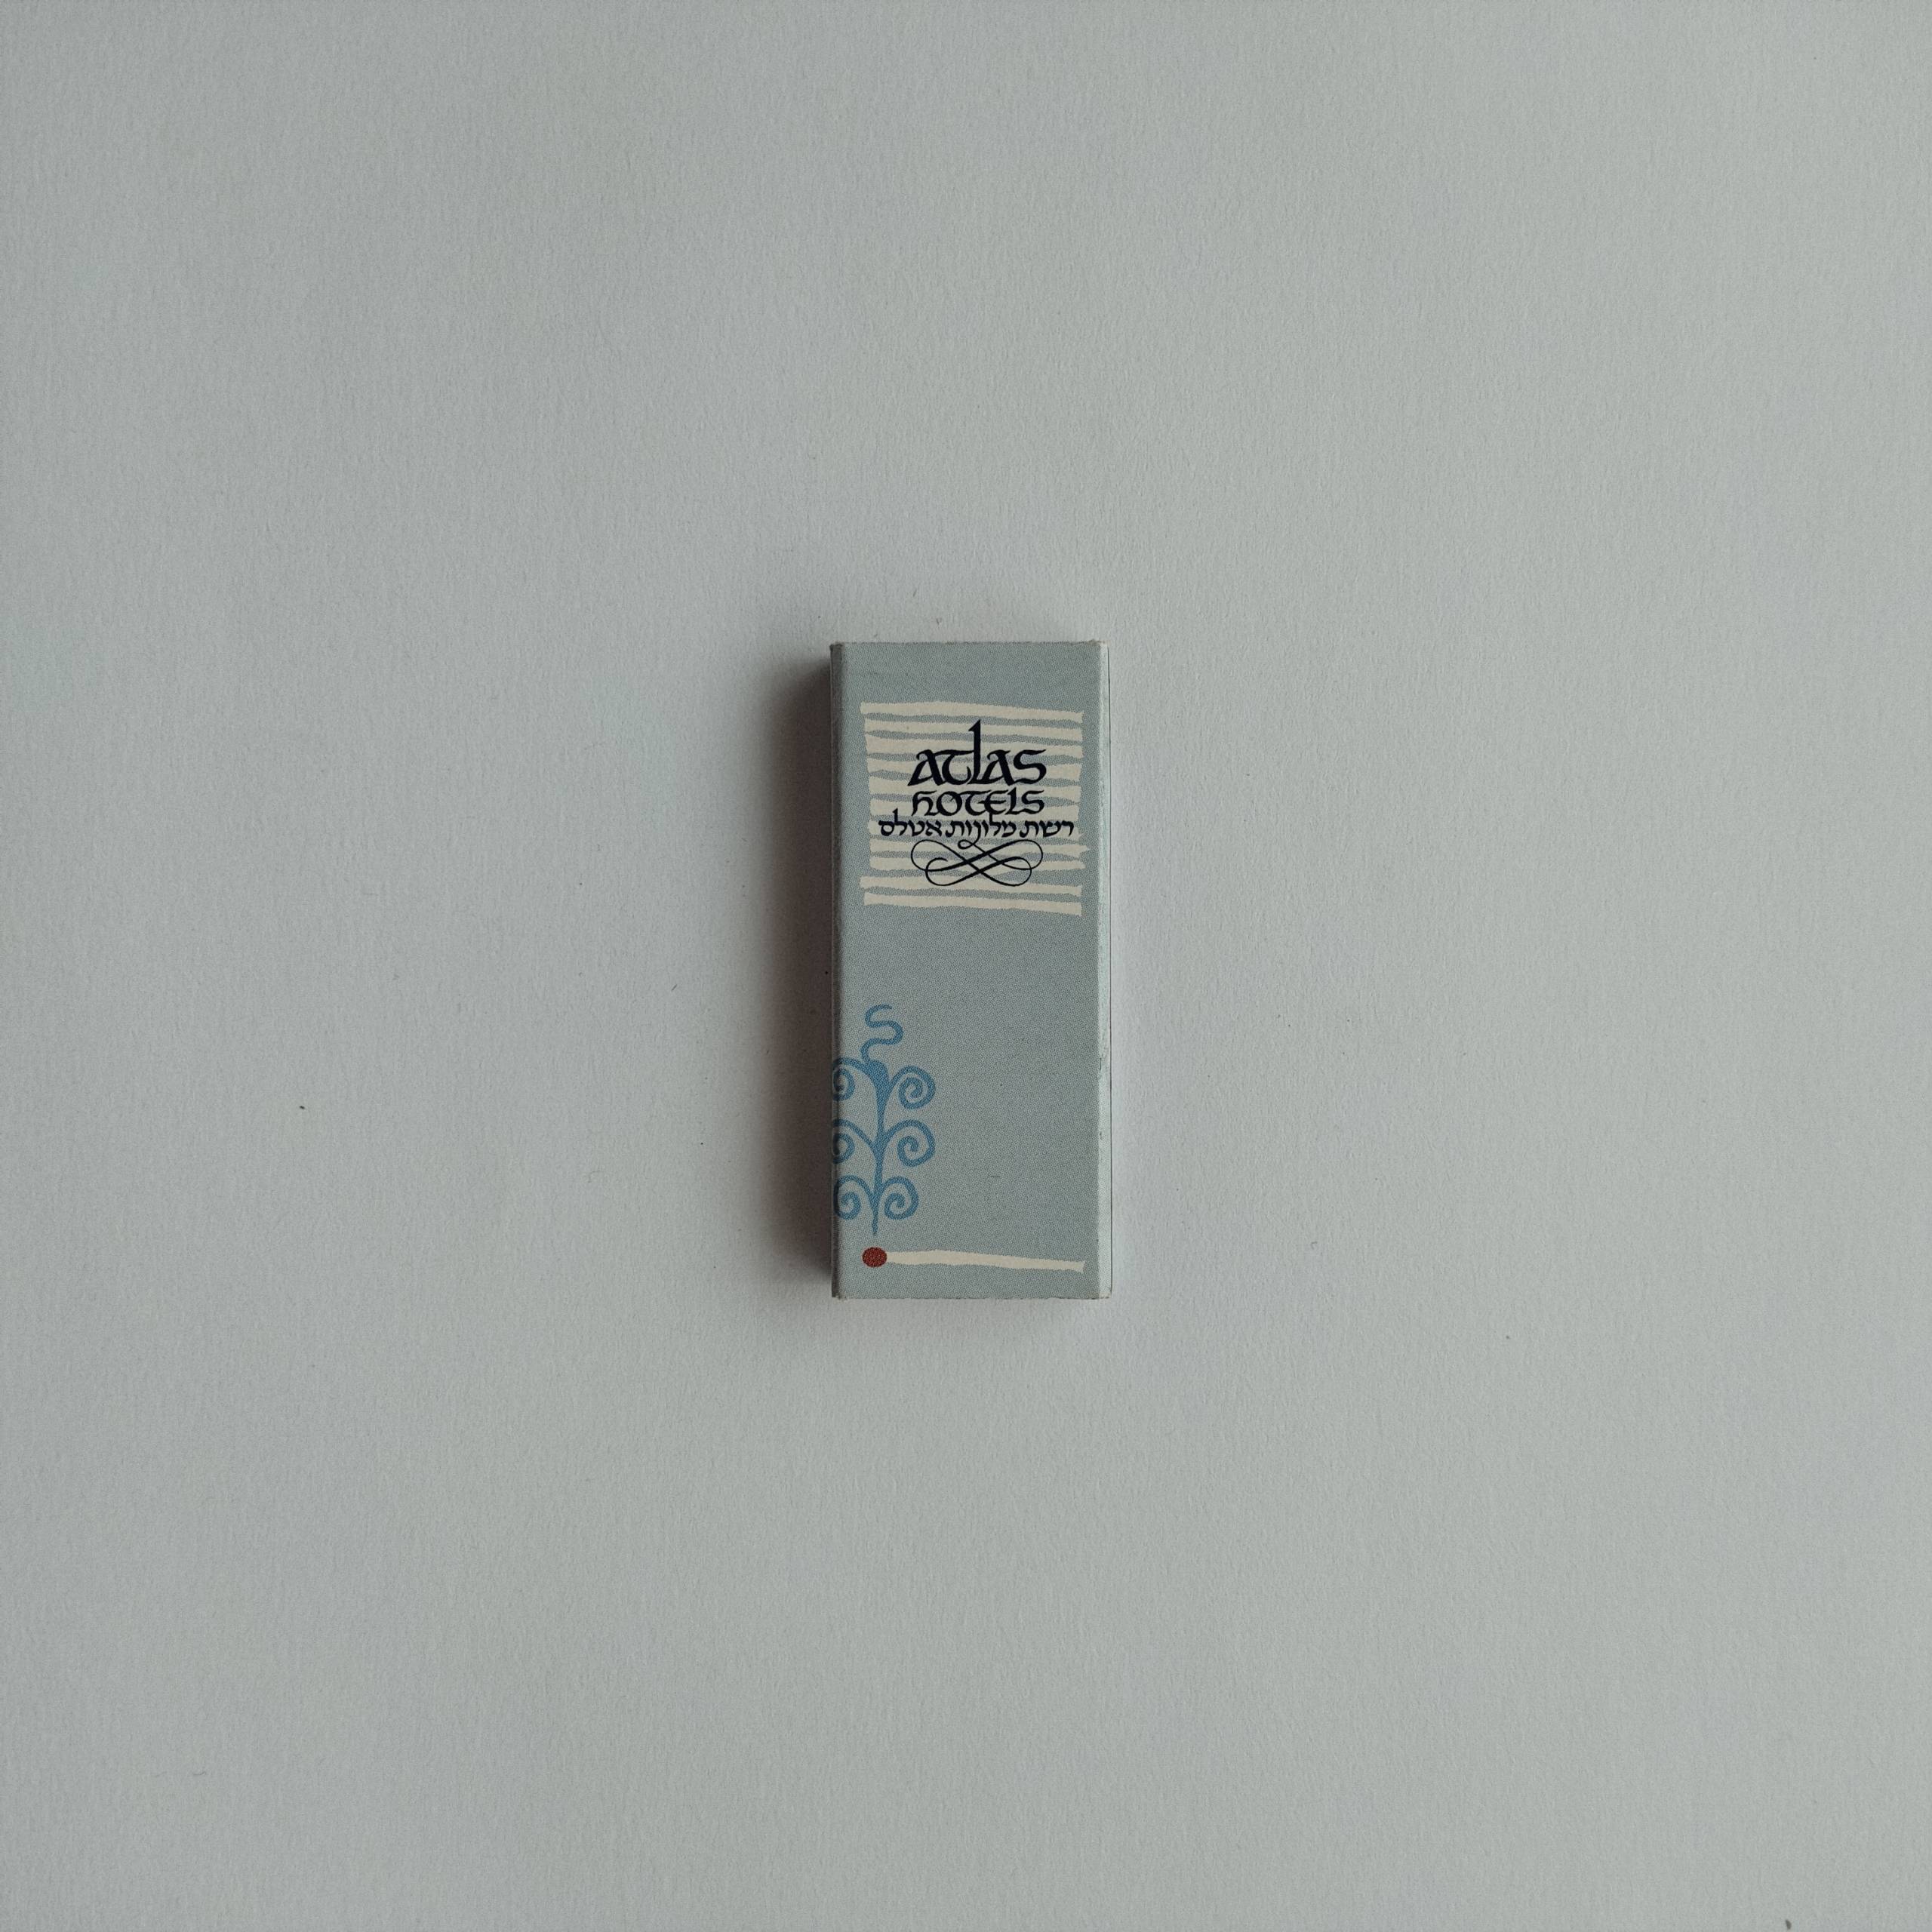 atlas
hotels
רשת מלונות אטלס